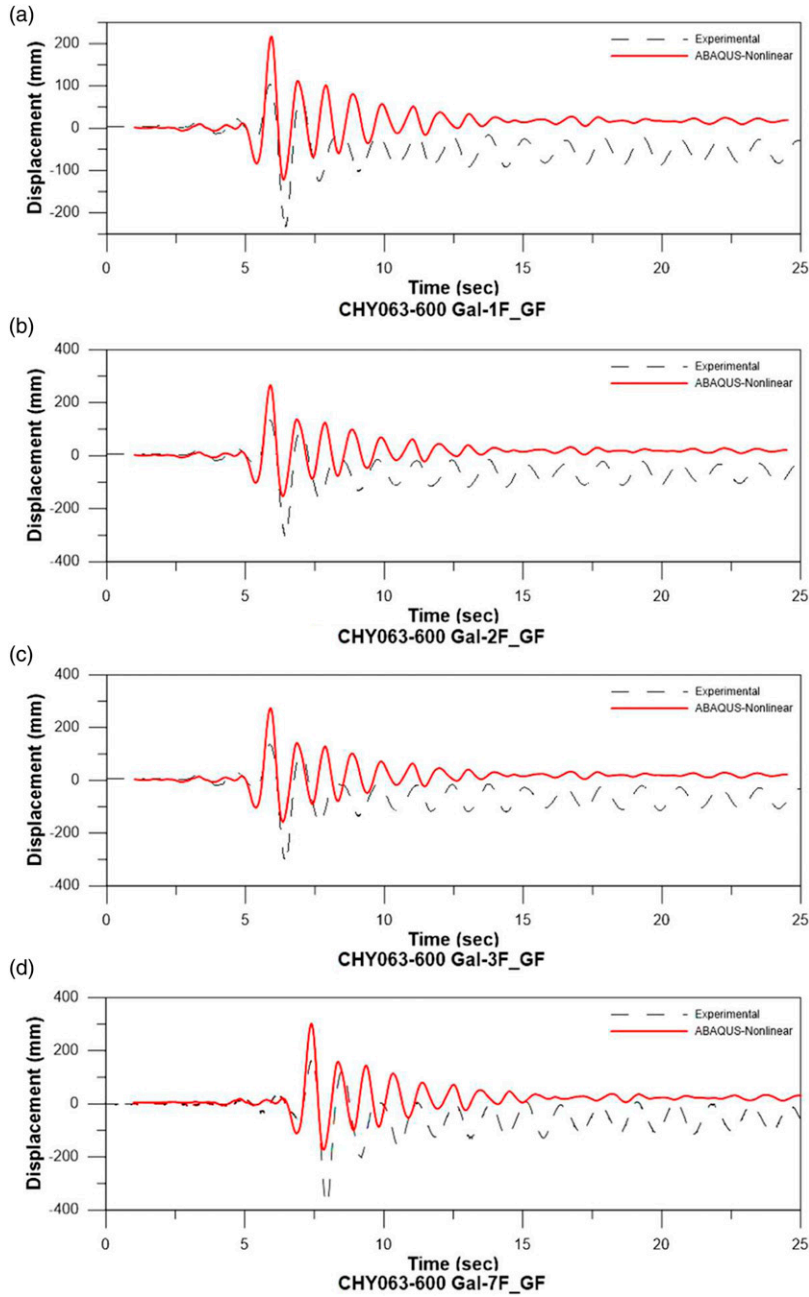 (a)
200
100
0
-100
-200
Displacement (mm)
Experimental
ABAQUS-Nonlinear
0 5 10 15 20 25
Time (sec)
CHY063-600 Gal-1F_GF
(b)
400
200
0
-200
-400
Displacement (mm)
Experimental
ABAQUS-Nonlinear
0 5 10 15 20 25
Time (sec)
CHY063-600 Gal-2F_GF
(c)
400
200
0
-200
-400
Displacement (mm)
Experimental
ABAQUS-Nonlinear
0 5 10 15 20 25
Time (sec)
CHY063-600 Gal-3F_GF
(d)
400
200
0
-200
-400
Displacement (mm)
Experimental
ABAQUS-Nonlinear
0 5 10 15 20 25
Time (sec)
CHY063-600 Gal-7F_GF